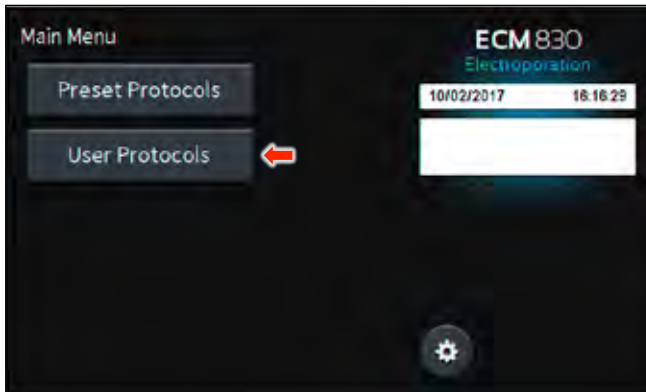 Main Menu
Preset Protocols
User Protocols
ECM 830
Electroporation
10/02/2017 16:16:29